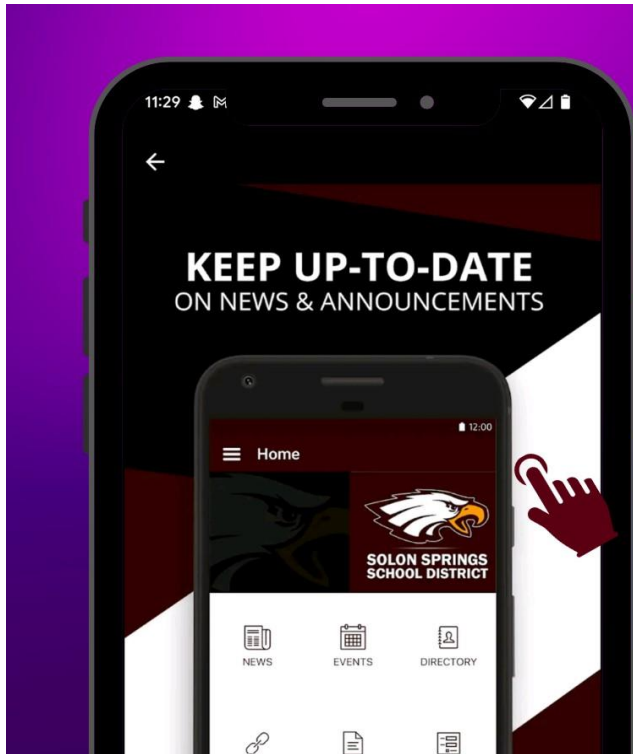 11:29
KEEP UP-TO-DATE
ON NEWS & ANNOUNCEMENTS
12:00
Home
SOLON SPRINGS
SCHOOL DISTRICT
NEWS EVENTS DIRECTORY